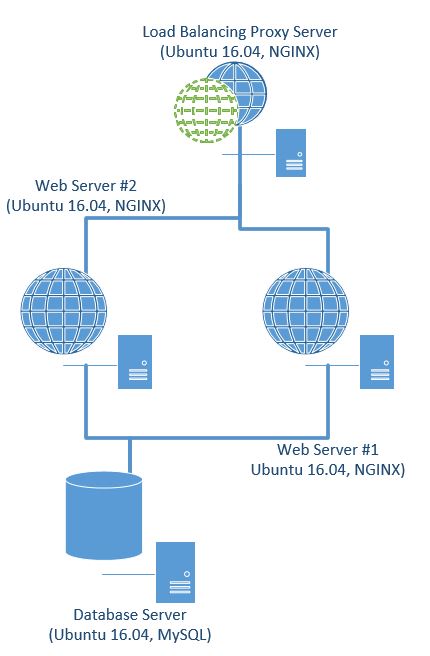 Load Balancing Proxy Server
(Ubuntu 16.04, NGINX)
Web Server #2
(Ubuntu 16.04, NGINX)
Web Server #1
Ubuntu 16.04, NGINX)
Database Server
(Ubuntu 16.04, MySQL)